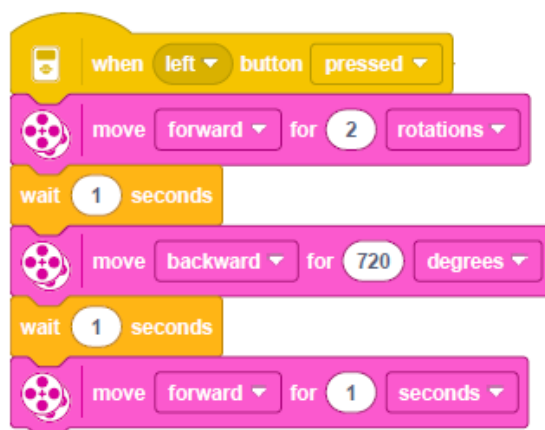 when left button pressed
move forward for 2 rotations
wait 1 seconds
move backward for 720 degrees
wait 1 seconds
move forward for 1 seconds